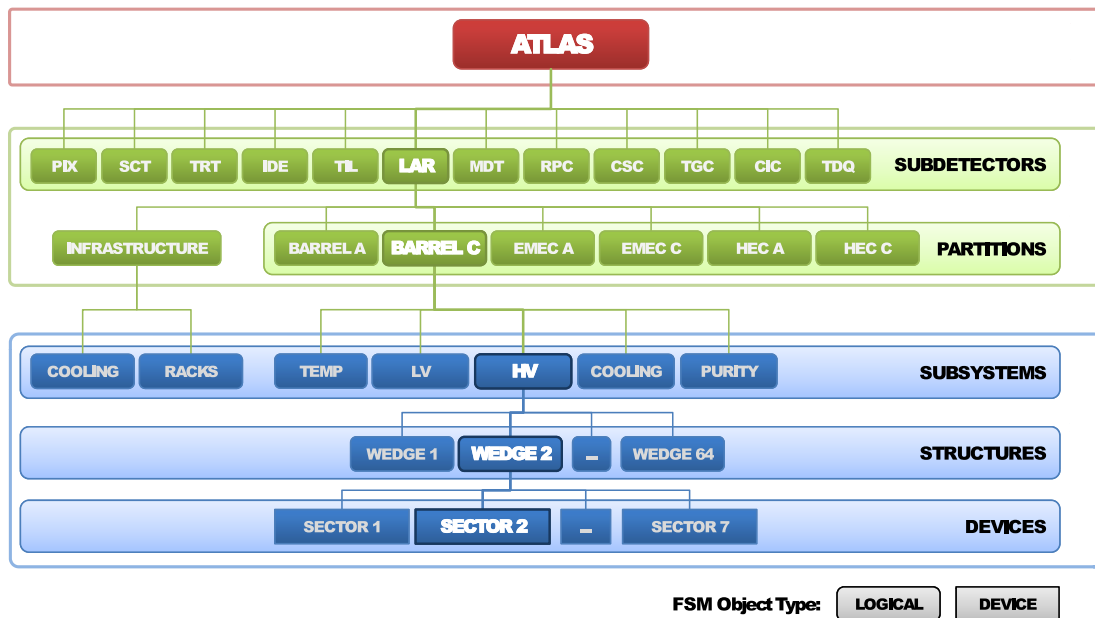 ATLAS
PIX SCT TRT IDE TIL LAR MDT RPC CSC TGC CIC TDQ SUBDETECTORS
INFRASTRUCTURE BARREL A BARREL C EMEC A EMEC C HEC A HEC C PARTITIONS
COOLING RACKS TEMP LV HV COOLING PURITY SUBSYSTEMS
WEDGE 1 WEDGE 2 ... WEDGE 64 STRUCTURES
SECTOR 1 SECTOR 2 ... SECTOR 7 DEVICES
FSM Object Type: LOGICAL DEVICE